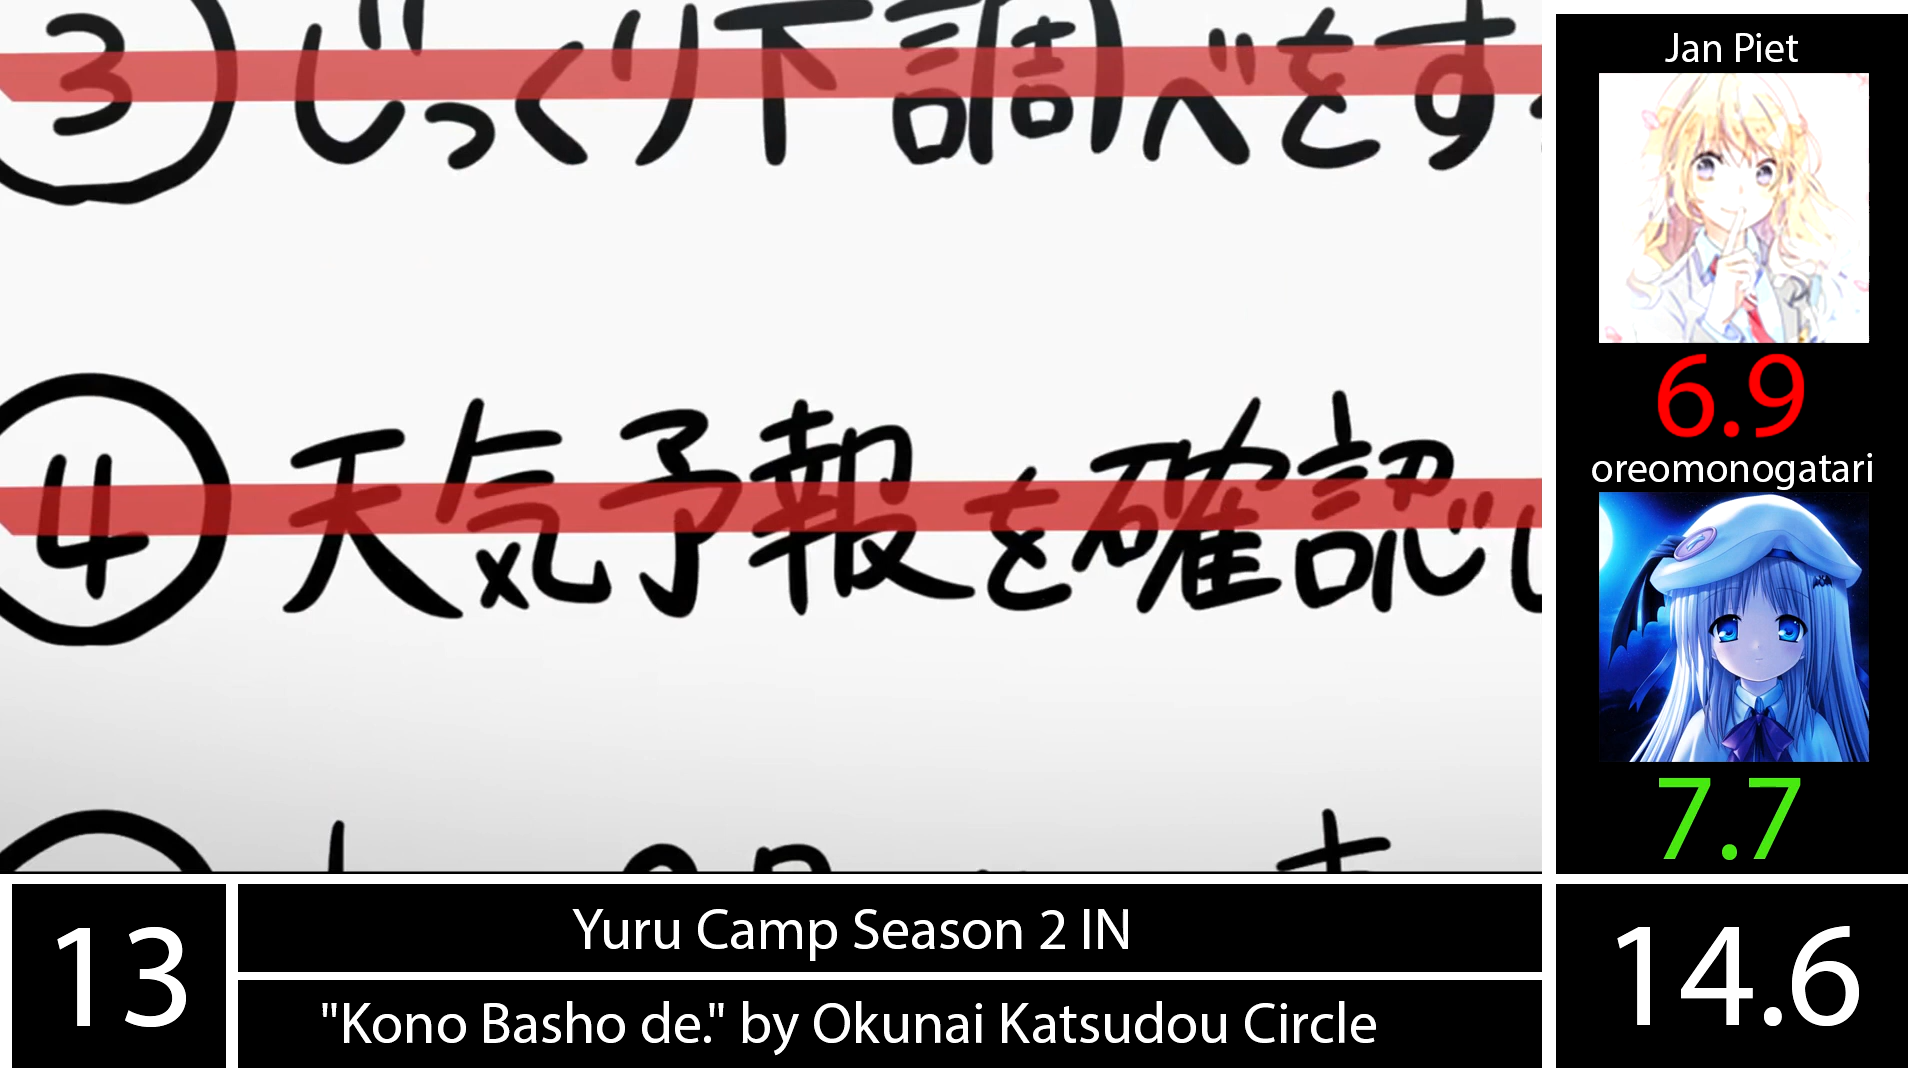 ③じっくり下調べをす
④天気予報を確認し
Jan Piet
6.9
oreomonogatari
7.7
13
Yuru Camp Season 2 IN
"Kono Basho de." by Okunai Katsudou Circle
14.6